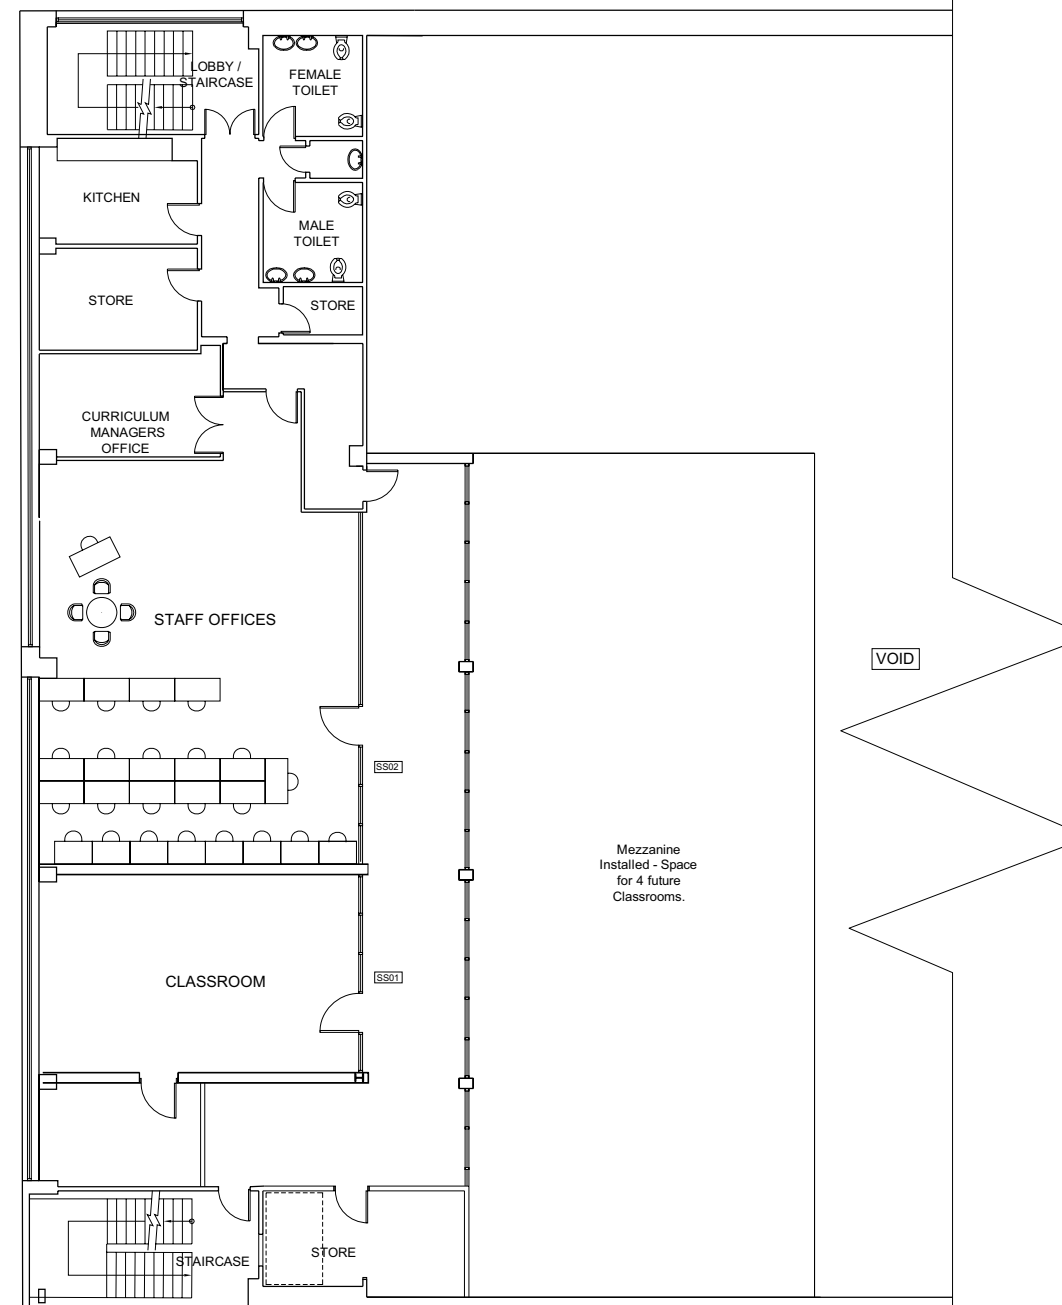 LOBBY /
STAIRCASE
FEMALE
TOILET
KITCHEN
MALE
TOILET
STORE
STORE
CURRICULUM
MANAGERS
OFFICE
STAFF OFFICES
VOID
SS02
Mezzanine
Installed - Space
for 4 future
Classrooms.
CLASSROOM
SS01
STORE
STAIRCASE